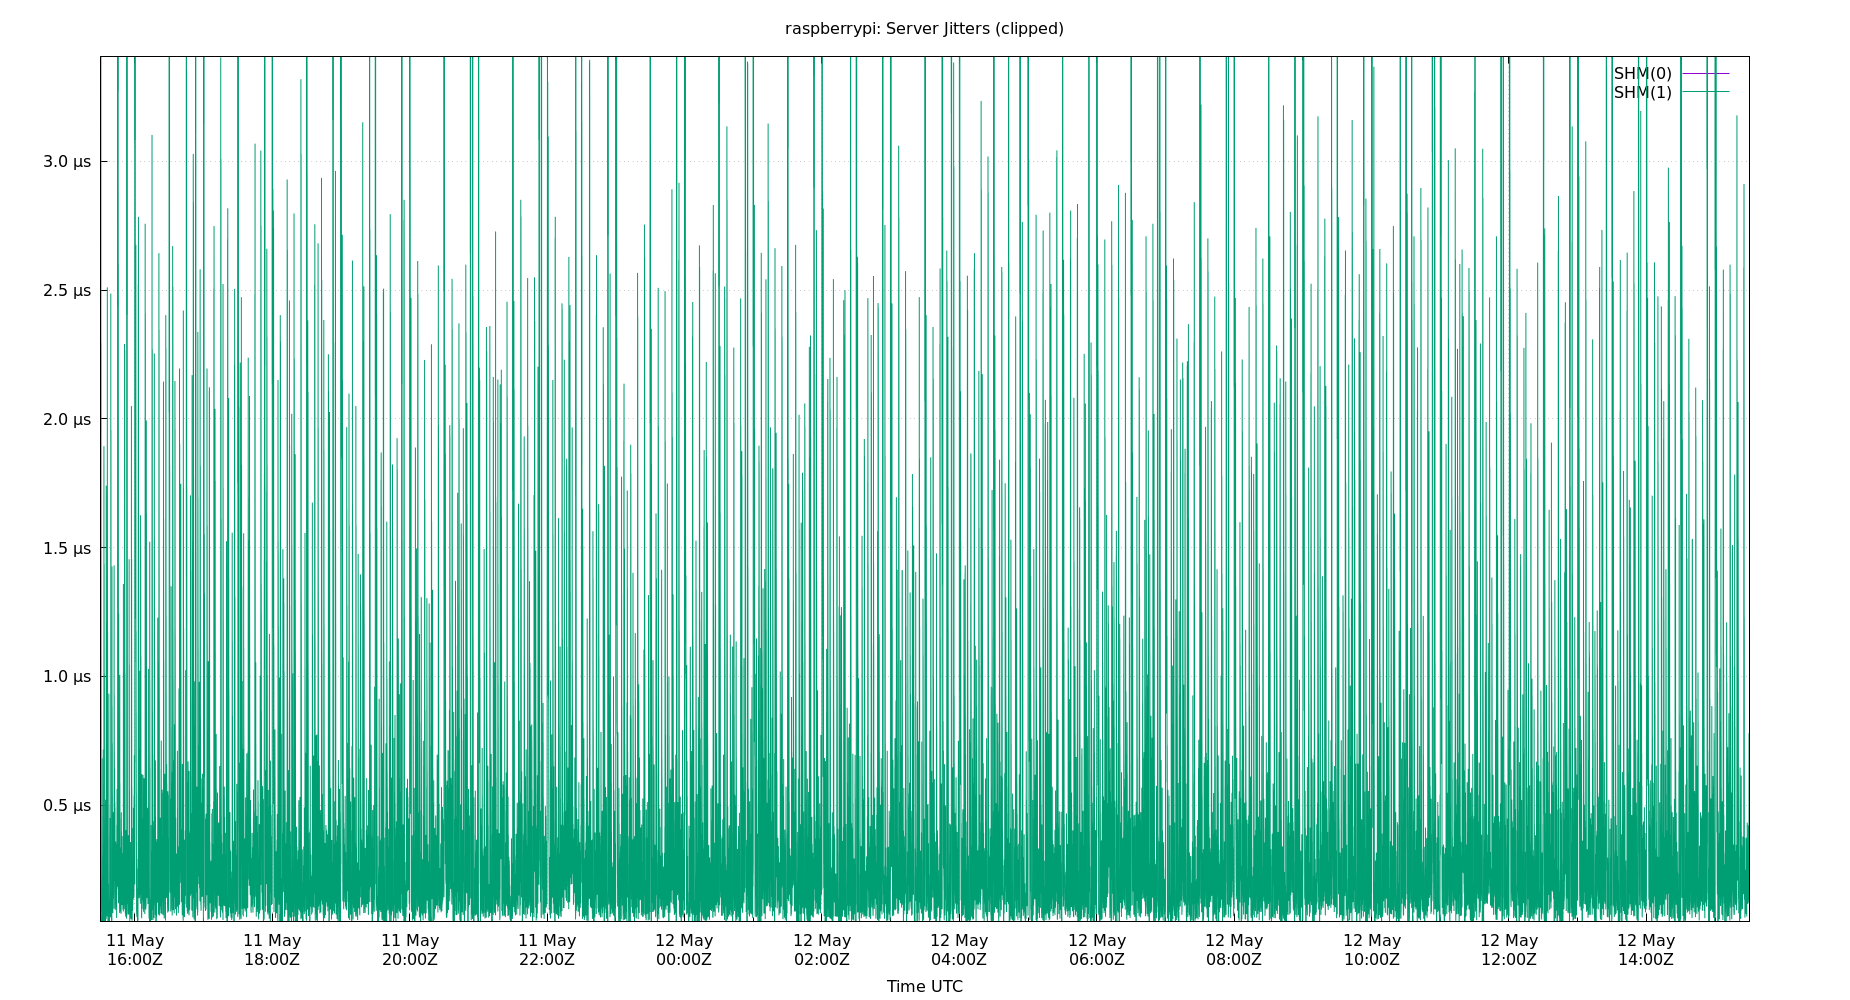 raspberrypi: Server Jitters (clipped)
SHM(0)
SHM(1)
3.0 µs
2.5 µs
2.0 µs
1.5 µs
1.0 µs
0.5 µs
11 May 11 May 11 May 11 May 12 May 12 May 12 May 12 May 12 May 12 May 12 May 12 May
16:00Z 18:00Z 20:00Z 22:00Z 00:00Z 02:00Z 04:00Z 06:00Z 08:00Z 10:00Z 12:00Z 14:00Z
Time UTC